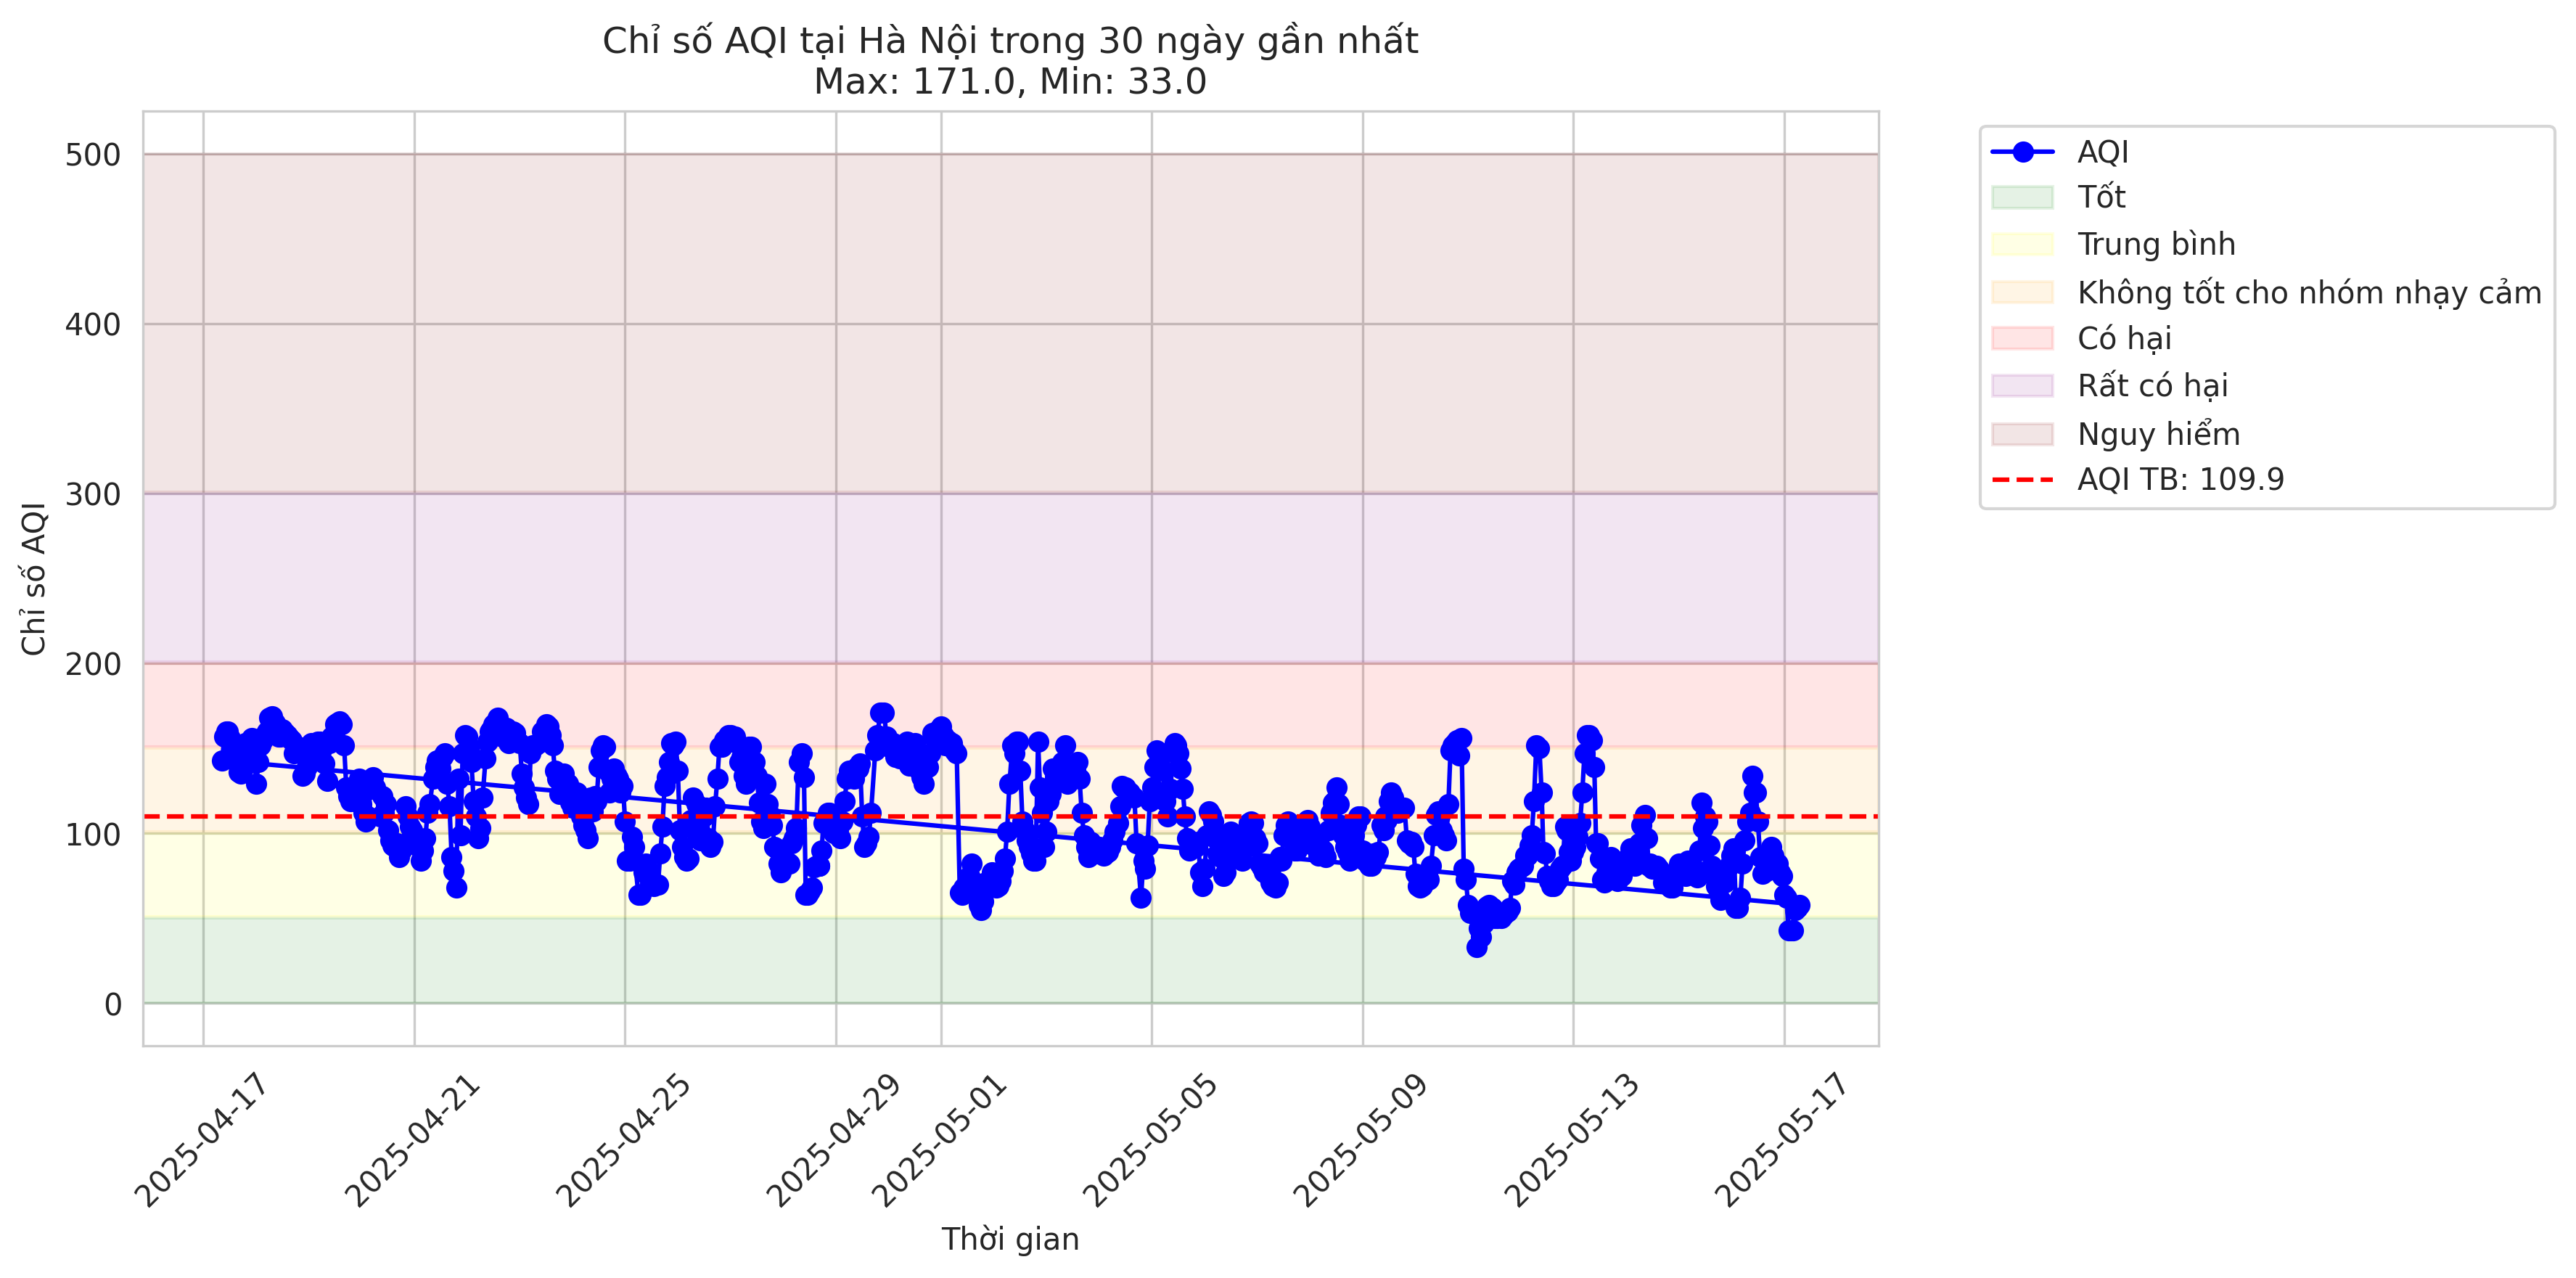 Chỉ số AQI tại Hà Nội trong 30 ngày gần nhất
Max: 171.0, Min: 33.0
Chỉ số AQI
500
400
300
200
100
0
2025-04-17
2025-04-21
2025-04-25
2025-04-29
2025-05-01
2025-05-05
2025-05-09
2025-05-13
2025-05-17
Thời gian
AQI
Tốt
Trung bình
Không tốt cho nhóm nhạy cảm
Có hại
Rất có hại
Nguy hiểm
AQI TB: 109.9